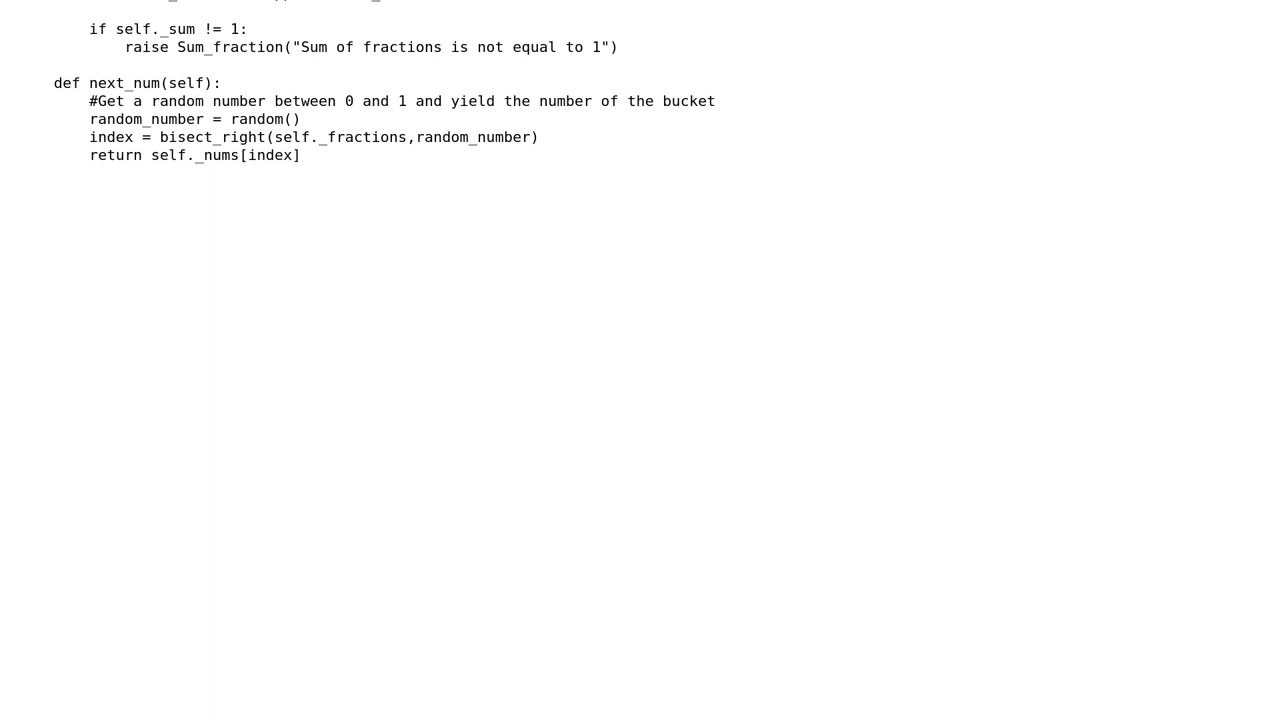 if self._sum != 1:
raise Sum_fraction("Sum of fractions is not equal to 1")
def next_num(self):
#Get a random number between 0 and 1 and yield the number of the bucket
random_number = random()
index = bisect_right(self._fractions,random_number)
return self._nums[index]